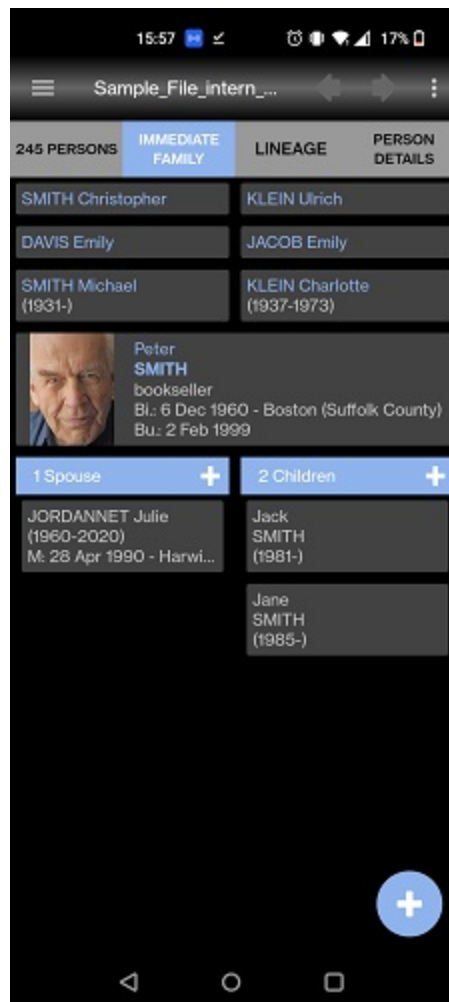 15:57
17%
Sample_File_intern_...
245 PERSONS
IMMEDIATE
FAMILY
LINEAGE
PERSON
DETAILS
SMITH Christopher
KLEIN Ulrich
DAVIS Emily
JACOB Emily
SMITH Michael
(1931-)
KLEIN Charlotte
(1937-1973)
Peter
SMITH
bookseller
Bi.: 6 Dec 1960 - Boston (Suffolk County)
Bu.: 2 Feb 1999
1 Spouse
2 Children
JORDANNET Julie
(1960-2020)
M: 28 Apr 1990 - Harwi...
Jack
SMITH
(1981-)
Jane
SMITH
(1985-)